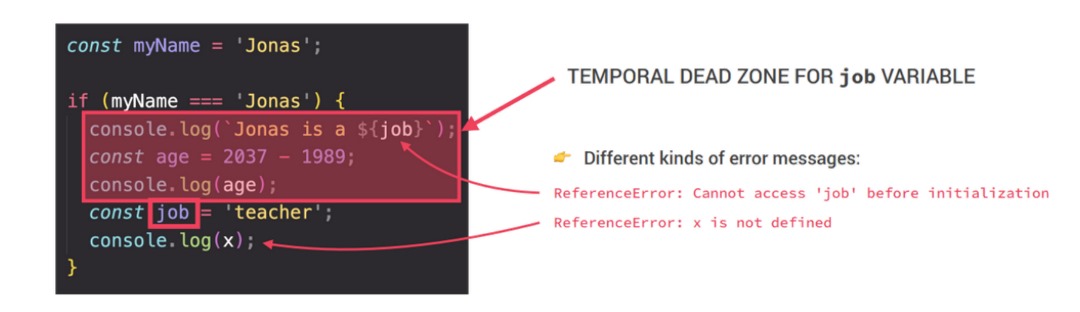 const myName = 'Jonas';
if (myName === 'Jonas') {
console.log(`Jonas is a ${job}`);
const age = 2037 - 1989;
console.log(age);
const job = 'teacher';
console.log(x);
}
TEMPORAL DEAD ZONE FOR job VARIABLE
👉 Different kinds of error messages:
ReferenceError: Cannot access 'job' before initialization
ReferenceError: x is not defined